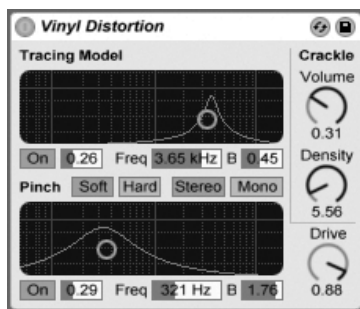 Vinyl Distortion
Tracing Model
On 0.26 Freq 3.65 kHz B 0.45
Pinch Soft Hard Stereo Mono
On 0.29 Freq 321 Hz B 1.76
Crackle
Volume
0.31
Density
5.56
Drive
0.88